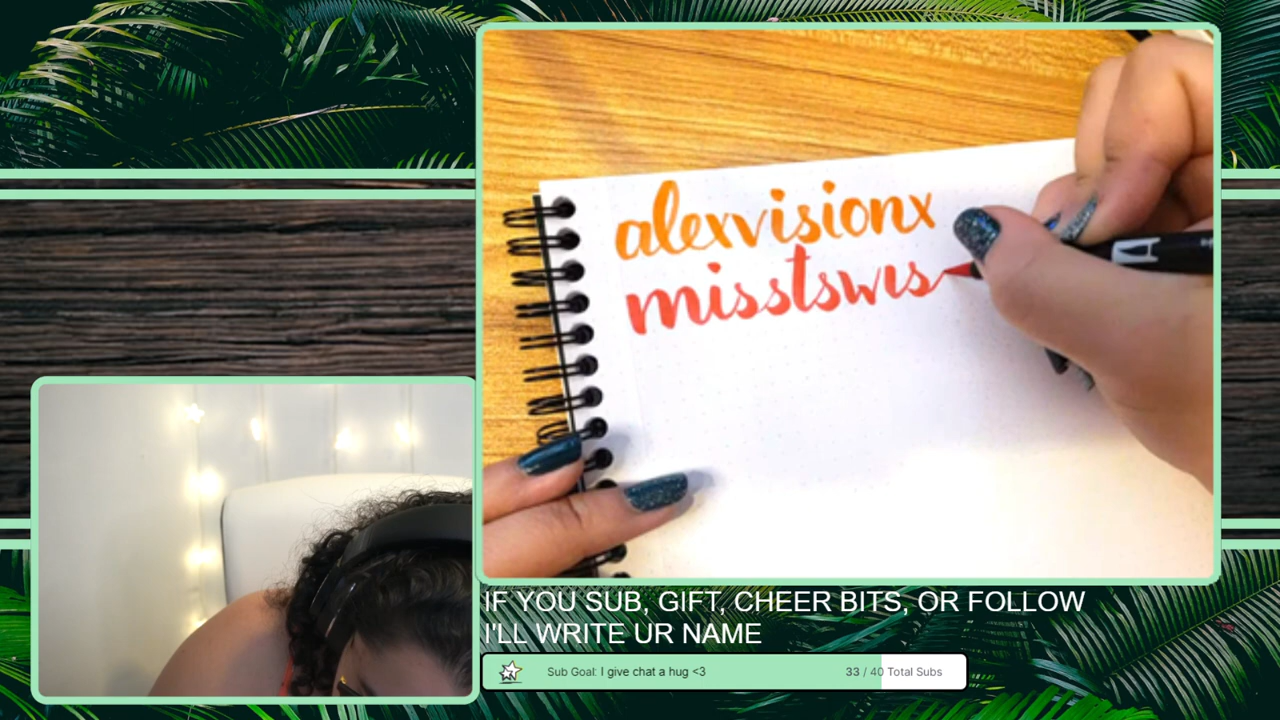 alexvisionx
misstswis
IF YOU SUB, GIFT, CHEER BITS, OR FOLLOW
I'LL WRITE UR NAME
Sub Goal: I give chat a hug <3
33 / 40 Total Subs